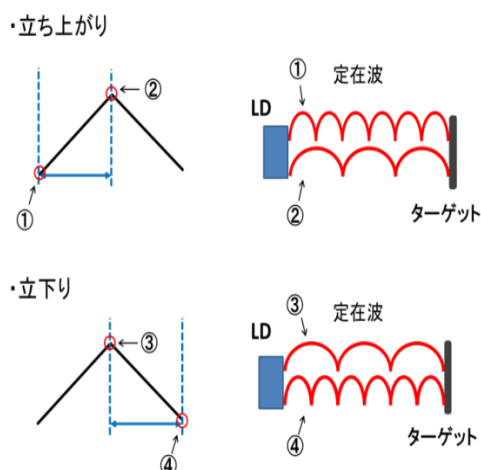 ・立ち上がり
②
①
①
定在波
LD
②
ターゲット
・立下り
③
④
③
定在波
LD
④
ターゲット